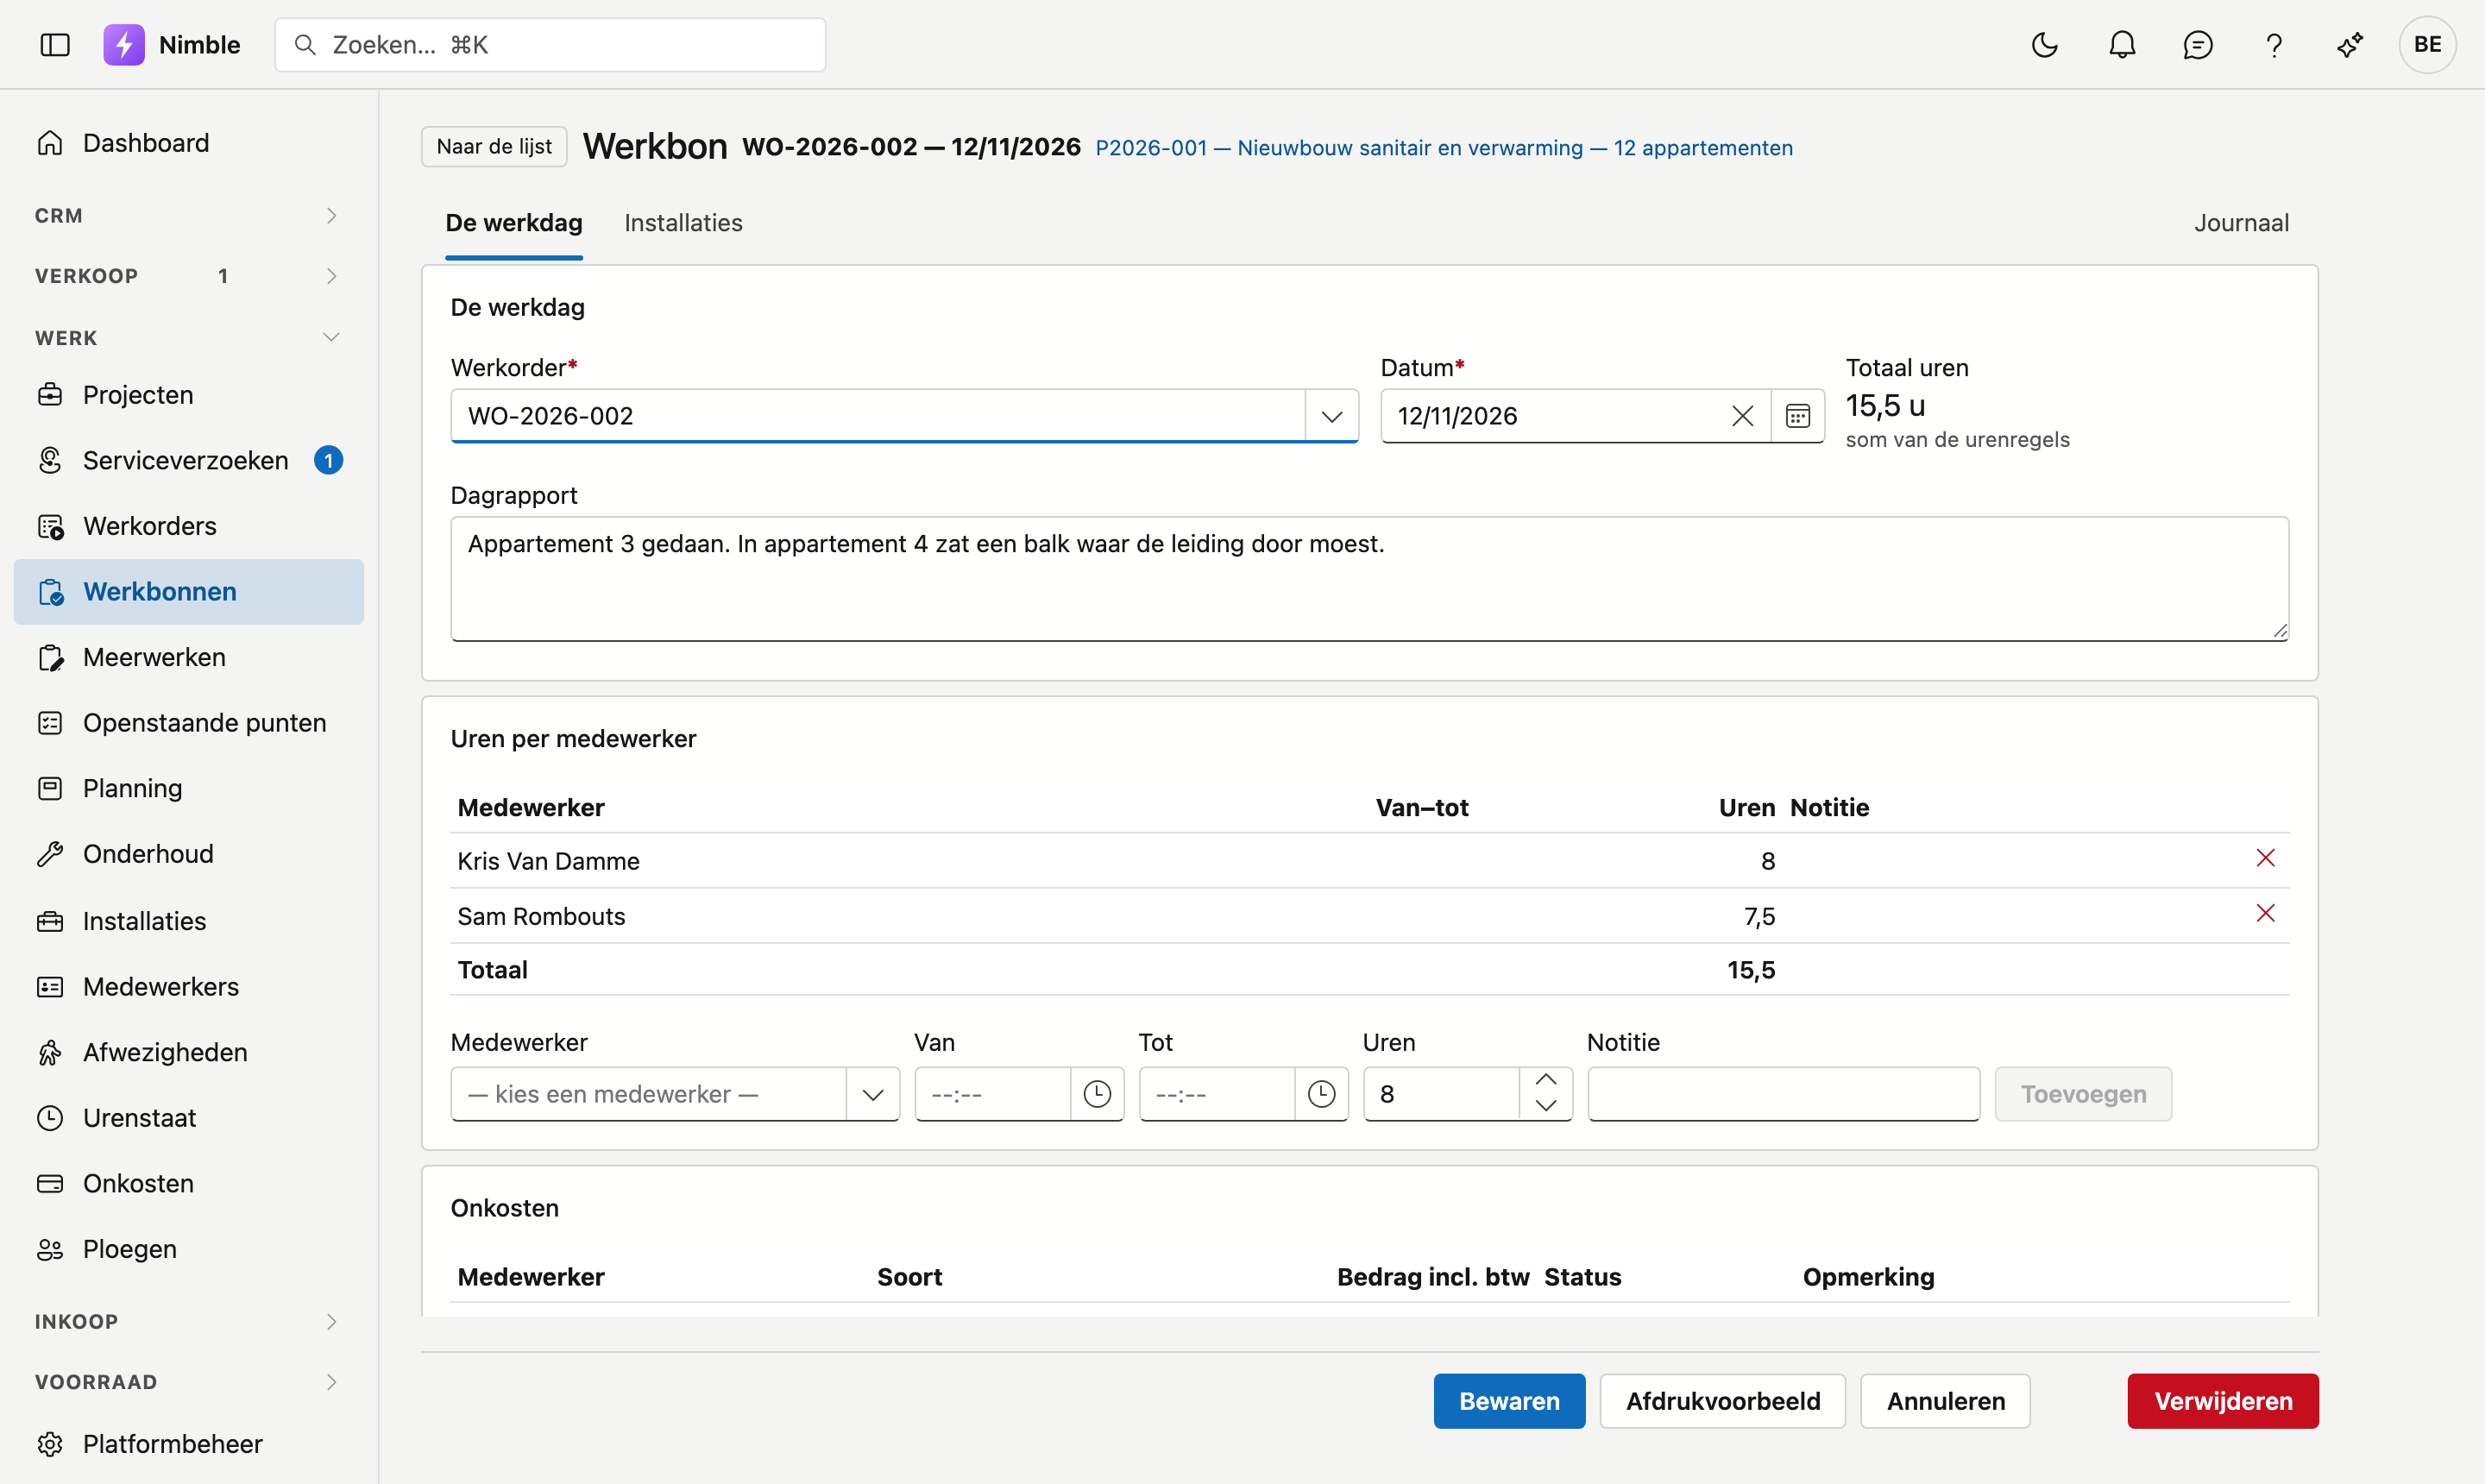 Nimble
Zoeken... ⌘K
BE
Dashboard
CRM
VERKOOP 1
WERK
Projecten
Serviceverzoeken 1
Werkorders
Werkbonnen
Meerwerken
Openstaande punten
Planning
Onderhoud
Installaties
Medewerkers
Afwezigheden
Urenstaat
Onkosten
Ploegen
INKOOP
VOORRAAD
Platformbeheer
Naar de lijst Werkbon WO-2026-002 — 12/11/2026 P2026-001 — Nieuwbouw sanitair en verwarming — 12 appartementen
De werkdag Installaties Journaal
De werkdag
Werkorder* Datum* Totaal uren
WO-2026-002 12/11/2026 15,5 u
som van de urenregels
Dagrapport
Appartement 3 gedaan. In appartement 4 zat een balk waar de leiding door moest.
Uren per medewerker
Medewerker Van–tot Uren Notitie
Kris Van Damme 8
Sam Rombouts 7,5
Totaal 15,5
Medewerker Van Tot Uren Notitie
— kies een medewerker — --:-- --:-- 8 Toevoegen
Onkosten
Medewerker Soort Bedrag incl. btw Status Opmerking
Bewaren Afdrukvoorbeeld Annuleren Verwijderen